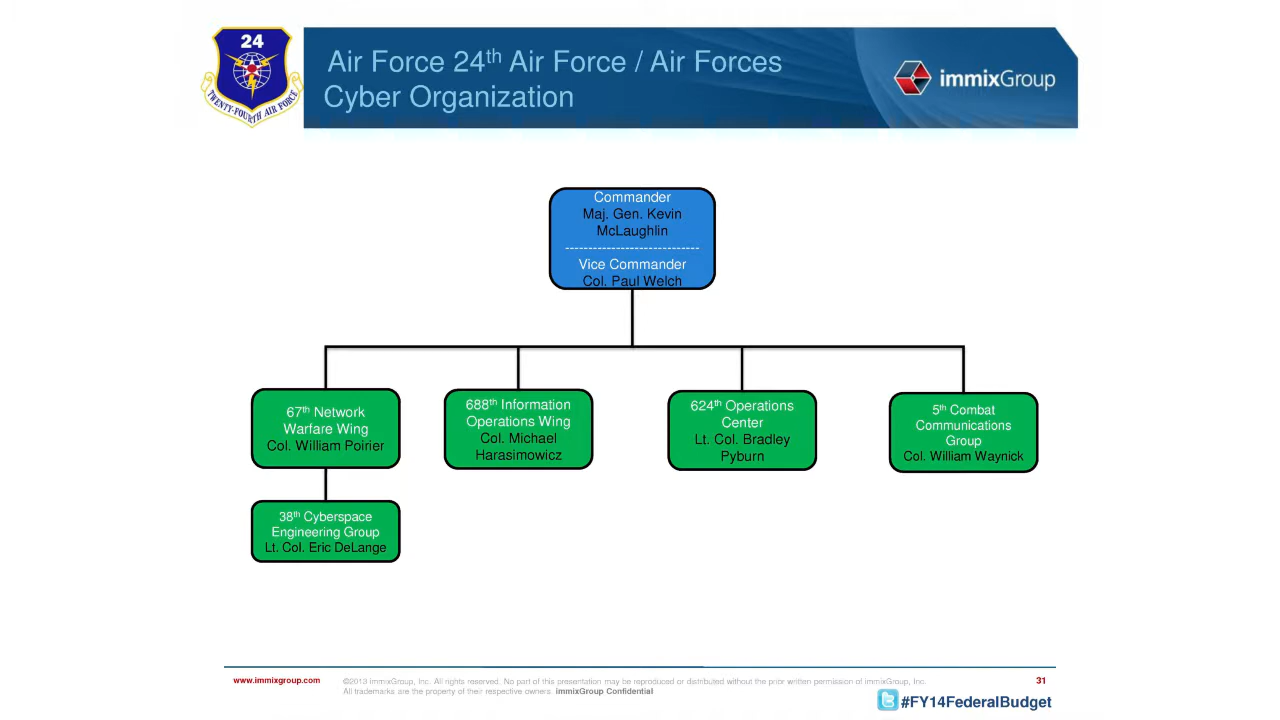 24
TWENTY-FOURTH AIR FORCE
Air Force 24th Air Force / Air Forces
Cyber Organization
immixGroup
Commander
Maj. Gen. Kevin
McLaughlin
-----------------------------
Vice Commander
Col. Paul Welch
67th Network
Warfare Wing
Col. William Poirier
688th Information
Operations Wing
Col. Michael
Harasimowicz
624th Operations
Center
Lt. Col. Bradley
Pyburn
5th Combat
Communications
Group
Col. William Waynick
38th Cyberspace
Engineering Group
Lt. Col. Eric DeLange
www.immixgroup.com
©2013 immixGroup, Inc. All rights reserved. No part of this presentation may be reproduced or distributed without the prior written permission of immixGroup, Inc.
All trademarks are the property of their respective owners. immixGroup Confidential
31
#FY14FederalBudget